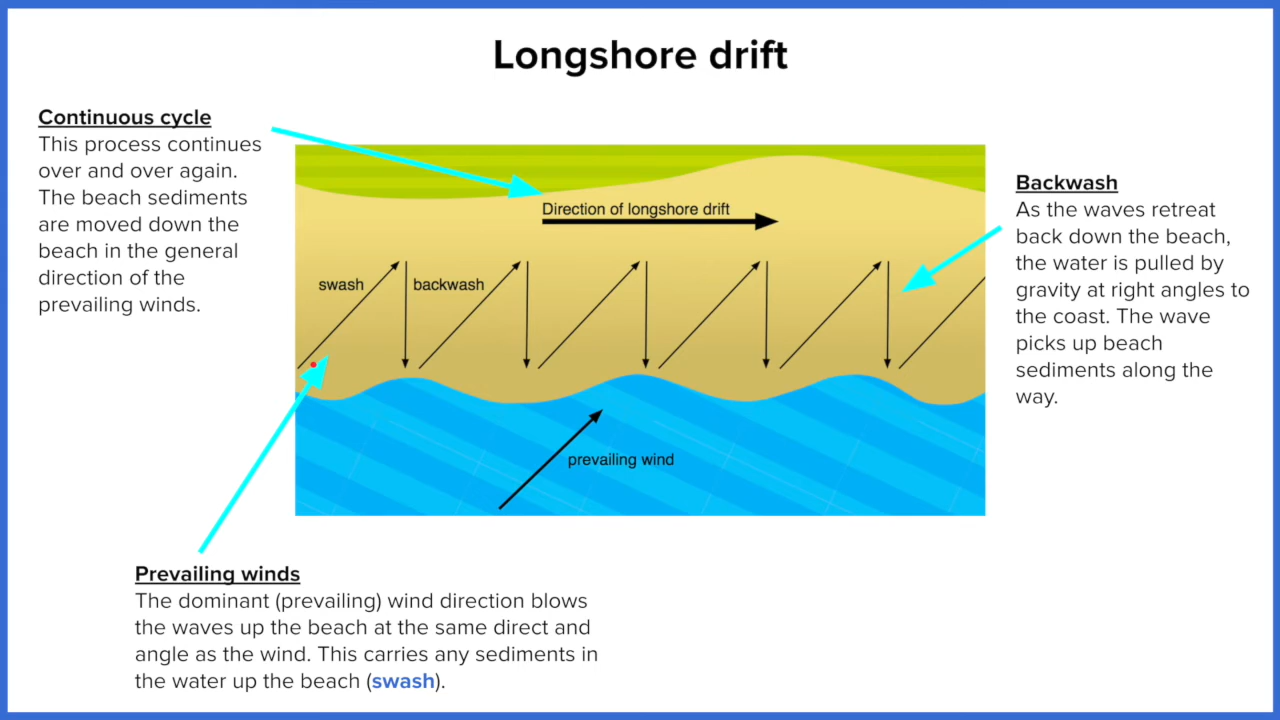 Longshore drift
Continuous cycle
This process continues
over and over again.
The beach sediments
are moved down the
beach in the general
direction of the
prevailing winds.
Direction of longshore drift
swash
backwash
prevailing wind
Backwash
As the waves retreat
back down the beach,
the water is pulled by
gravity at right angles to
the coast. The wave
picks up beach
sediments along the
way.
Prevailing winds
The dominant (prevailing) wind direction blows
the waves up the beach at the same direct and
angle as the wind. This carries any sediments in
the water up the beach (swash).